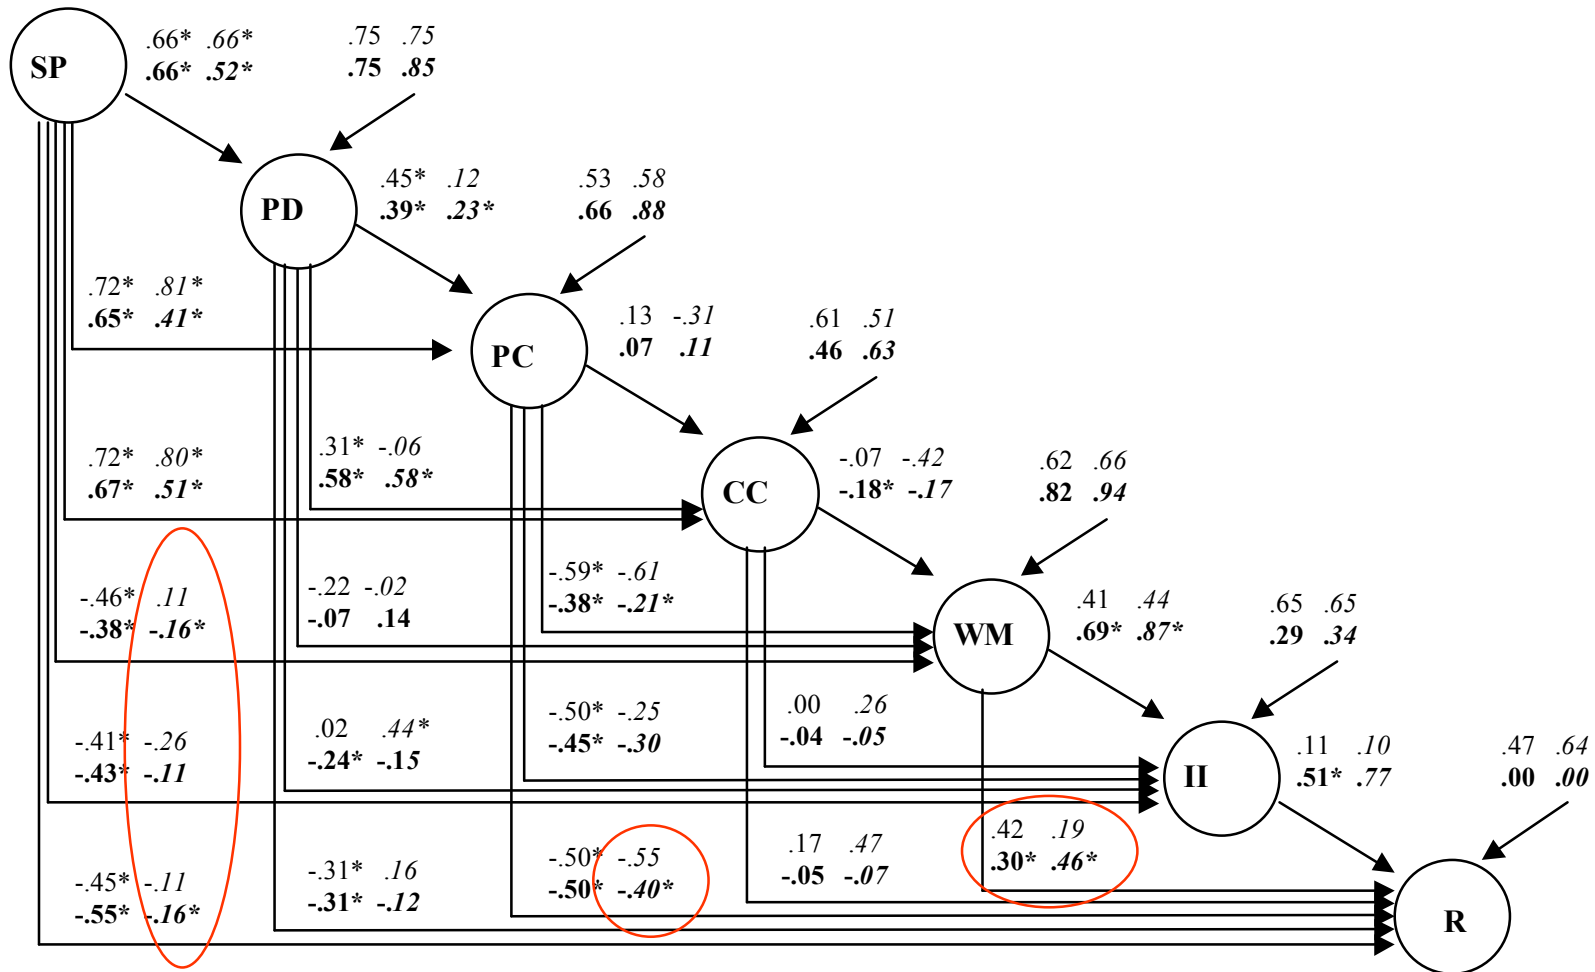 .66* .66* .75 .75
SP .66* .52* .75 .85
.45* .12 .53 .58
PD .39* .23* .66 .88
.72* .81*
.65* .41*
.13 -.31 .61 .51
PC .07 .11 .46 .63
.72* .80* .31* -.06
.67* .51* .58* .58*
-.07 -.42 .62 .66
CC -.18* -.17 .82 .94
-.46* .11 -.22 -.02 -.59* -.61
-.38* -.16* -.07 .14 -.38* -.21*
.41 .44 .65 .65
WM .69* .87* .29 .34
-.41* -.26 .02 .44* -.50* -.25 .00 .26
-.43* -.11 -.24* -.15 -.45* -.30 -.04 -.05
.11 .10 .47 .64
II .51* .77 .00 .00
-.45* -.11 -.31* .16 -.50* -.55 .17 .47 .42 .19
-.55* -.16* -.31* -.12 -.50* -.40* -.05 -.07 .30* .46*
R